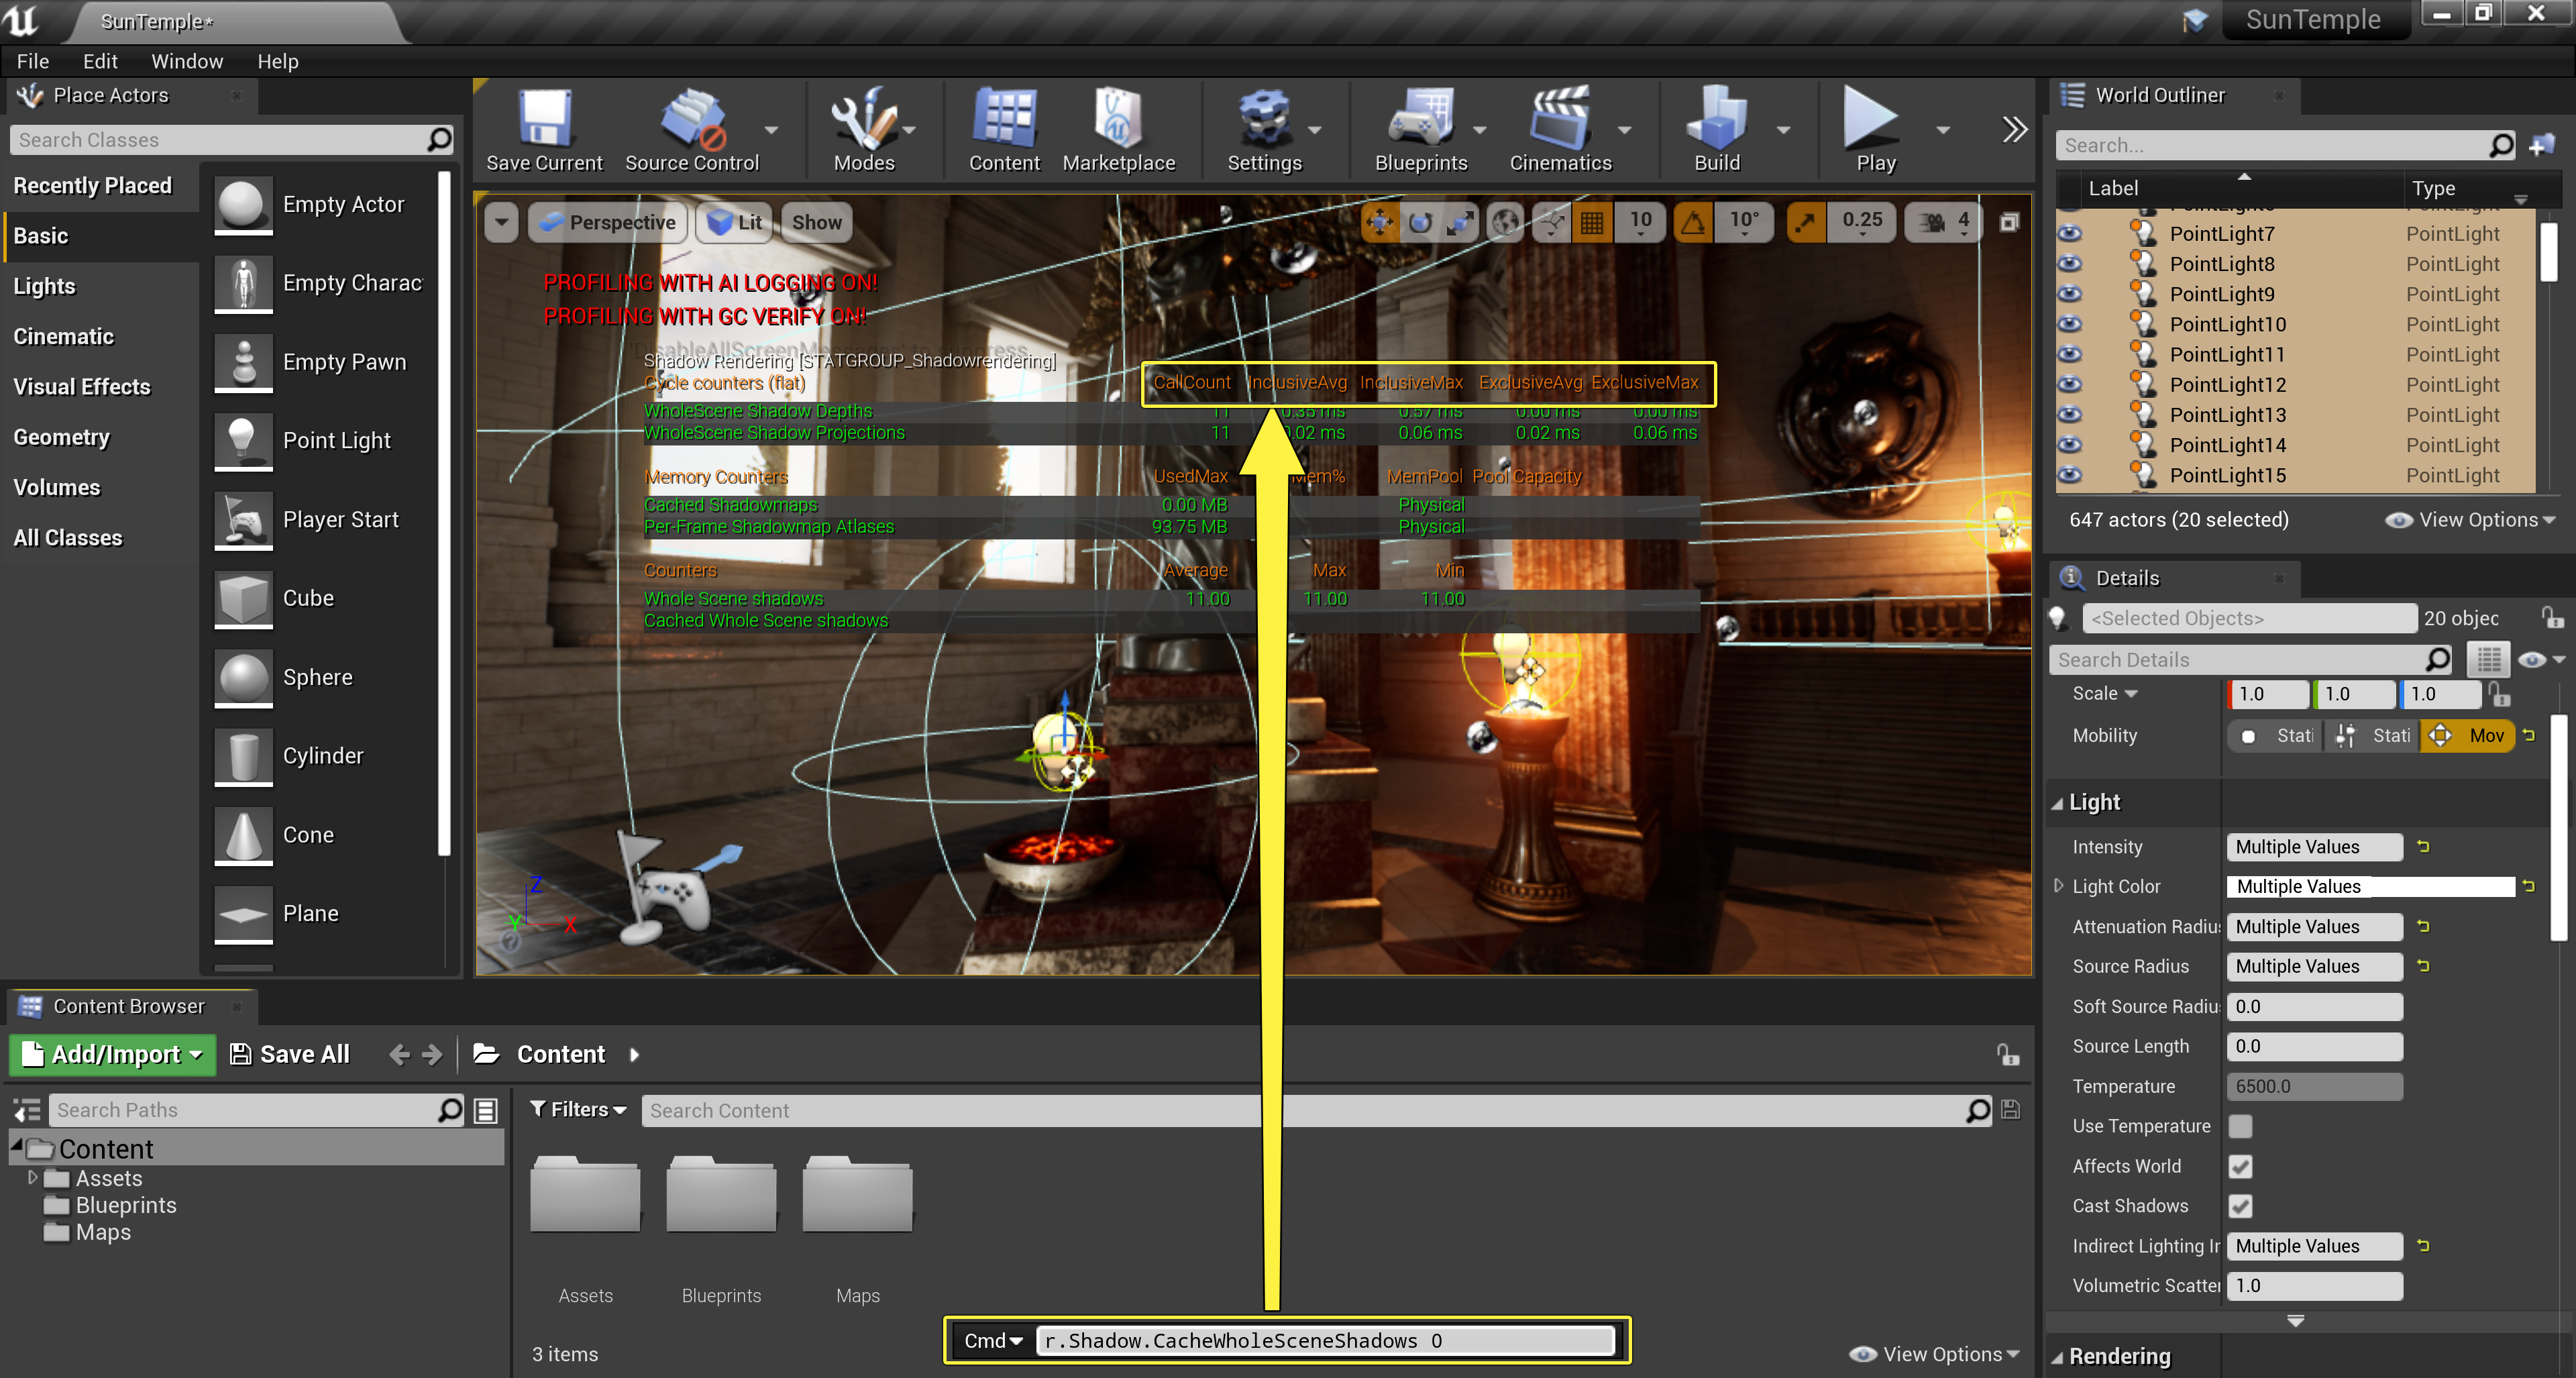 SunTemple*
SunTemple
File Edit Window Help
Place Actors
Search Classes
Recently Placed
Basic
Lights
Cinematic
Visual Effects
Geometry
Volumes
All Classes
Empty Actor
Empty Charac
Empty Pawn
Point Light
Player Start
Cube
Sphere
Cylinder
Cone
Plane
Save Current Source Control Modes Content Marketplace Settings Blueprints Cinematics Build Play
Perspective Lit Show 10 10° 0.25 4
PROFILING WITH AI LOGGING ON!
PROFILING WITH GC VERIFY ON!
'DisableAllScreenMessages' to suppress
Shadow Rendering [STATGROUP_Shadowrendering]
Cycle counters (flat) CallCount InclusiveAvg InclusiveMax ExclusiveAvg ExclusiveMax
WholeScene Shadow Depths 11 0.35 ms 0.57 ms 0.00 ms 0.00 ms
WholeScene Shadow Projections 11 0.02 ms 0.06 ms 0.02 ms 0.06 ms
Memory Counters UsedMax Mem% MemPool Pool Capacity
Cached Shadowmaps 0.00 MB Physical
Per-Frame Shadowmap Atlases 93.75 MB Physical
Counters Average Max Min
Whole Scene shadows 11.00 11.00 11.00
Cached Whole Scene shadows
Z
Y X
World Outliner
Search...
Label Type
PointLight7 PointLight
PointLight8 PointLight
PointLight9 PointLight
PointLight10 PointLight
PointLight11 PointLight
PointLight12 PointLight
PointLight13 PointLight
PointLight14 PointLight
PointLight15 PointLight
647 actors (20 selected) View Options
Details
<Selected Objects> 20 objec
Search Details
Scale 1.0 1.0 1.0
Mobility Stati Stati Mov
Light
Intensity Multiple Values
Light Color Multiple Values
Attenuation Radiu Multiple Values
Source Radius Multiple Values
Soft Source Radiu 0.0
Source Length 0.0
Temperature 6500.0
Use Temperature
Affects World
Cast Shadows
Indirect Lighting In Multiple Values
Volumetric Scatter 1.0
Rendering
Content Browser
Add/Import Save All Content
Search Paths
Content
Assets
Blueprints
Maps
Filters Search Content
Assets Blueprints Maps
3 items
Cmd r.Shadow.CacheWholeSceneShadows 0
View Options